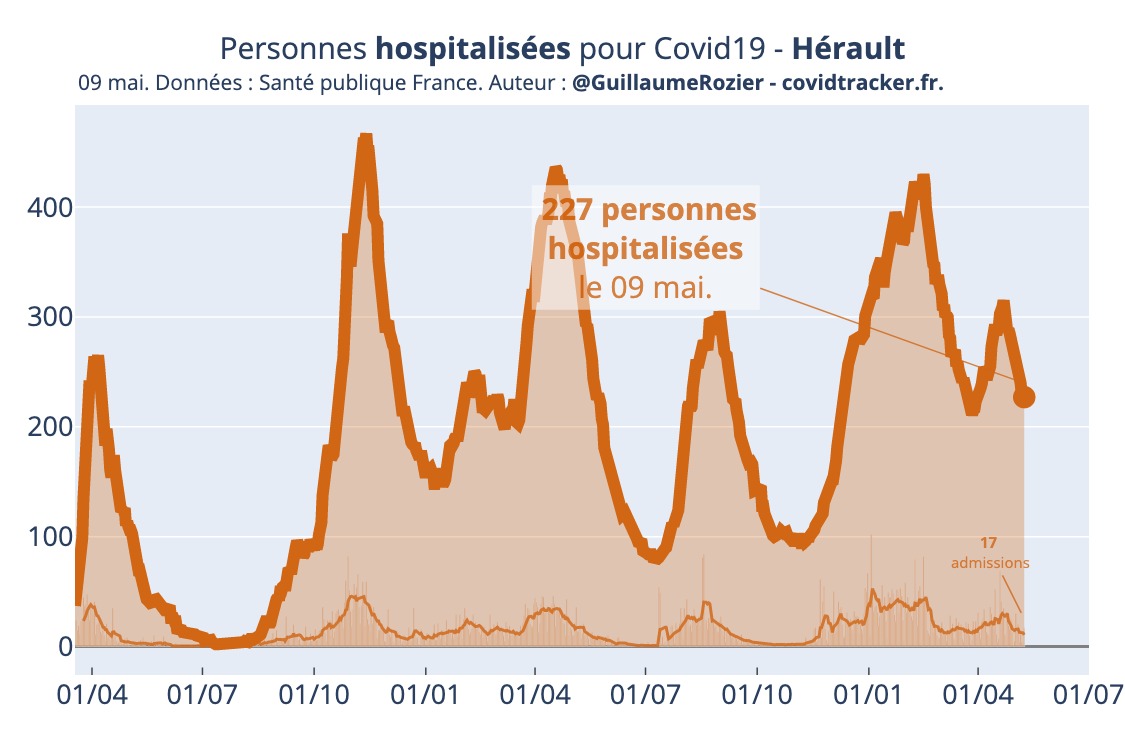 Personnes hospitalisées pour Covid19 - Hérault
09 mai. Données : Santé publique France. Auteur : @GuillaumeRozier - covidtracker.fr.
400
227 personnes
hospitalisées
le 09 mai.
300
200
100
17
admissions
0
01/04 01/07 01/10 01/01 01/04 01/07 01/10 01/01 01/04 01/07